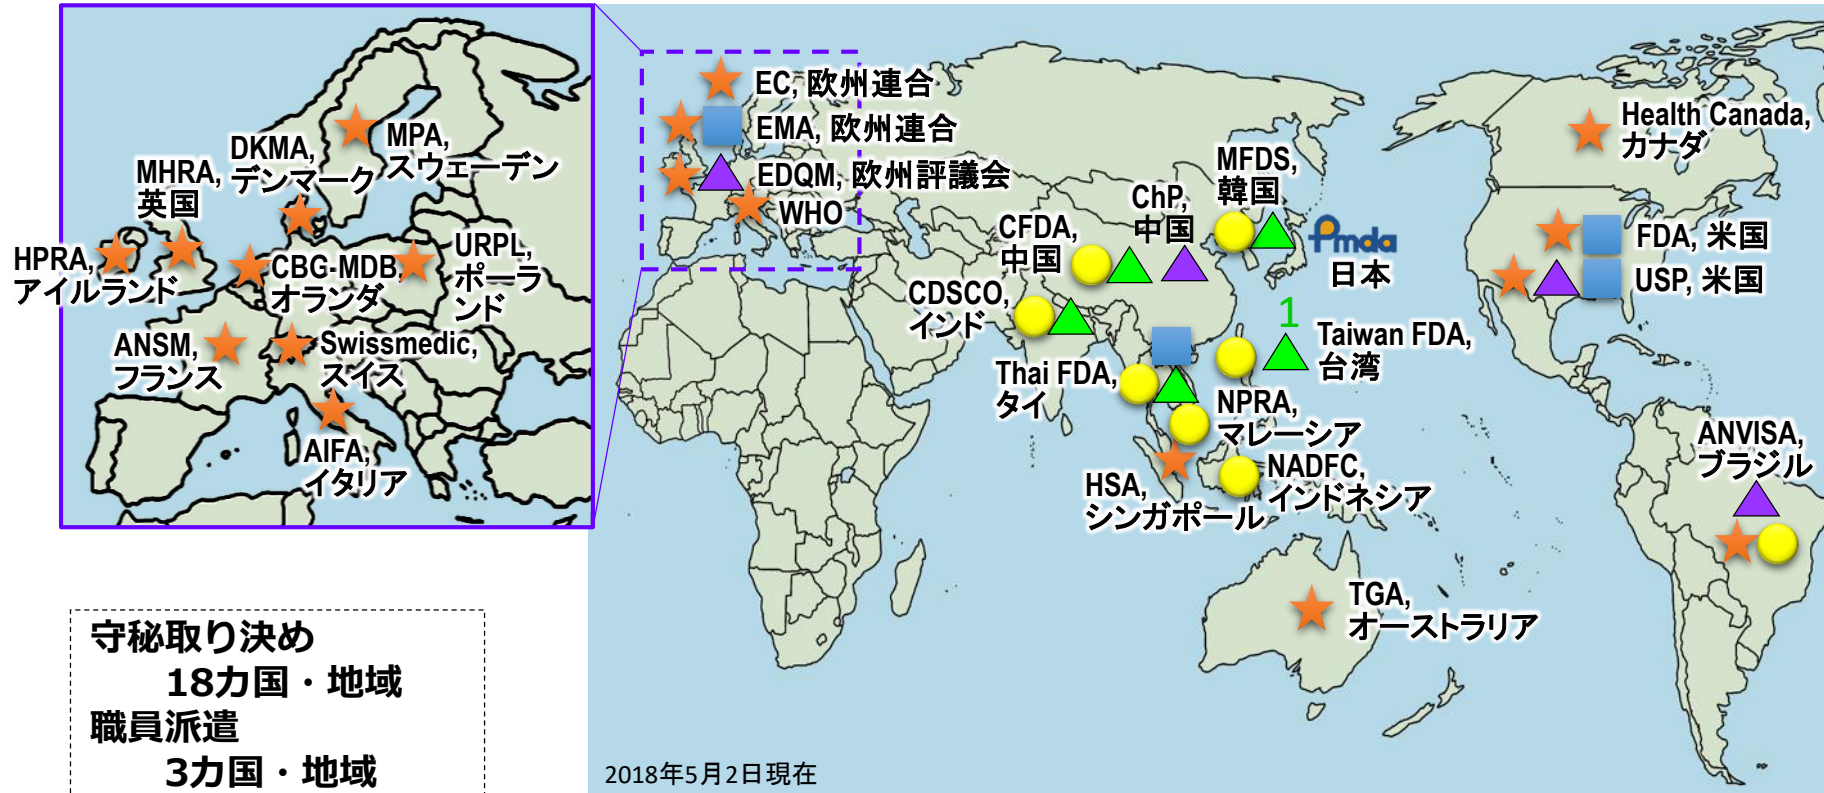 EC, 欧州連合
EMA, 欧州連合
EDQM, 欧州評議会
WHO
MPA,
スウェーデン
DKMA,
デンマーク
MHRA,
英国
HPRA,
アイルランド
CBG-MDB,
オランダ
URPL,
ポーラ
ンド
ANSM,
フランス
Swissmedic,
スイス
AIFA,
イタリア
MFDS,
韓国
ChP,
中国
CFDA,
中国
CDSCO,
インド
Pmda
日本
1
Taiwan FDA,
台湾
Thai FDA,
タイ
NPRA,
マレーシア
NADFC,
インドネシア
HSA,
シンガポール
TGA,
オーストラリア
Health Canada,
カナダ
FDA, 米国
USP, 米国
ANVISA,
ブラジル
守秘取り決め
18カ国・地域
職員派遣
3カ国・地域
2018年5月2日現在